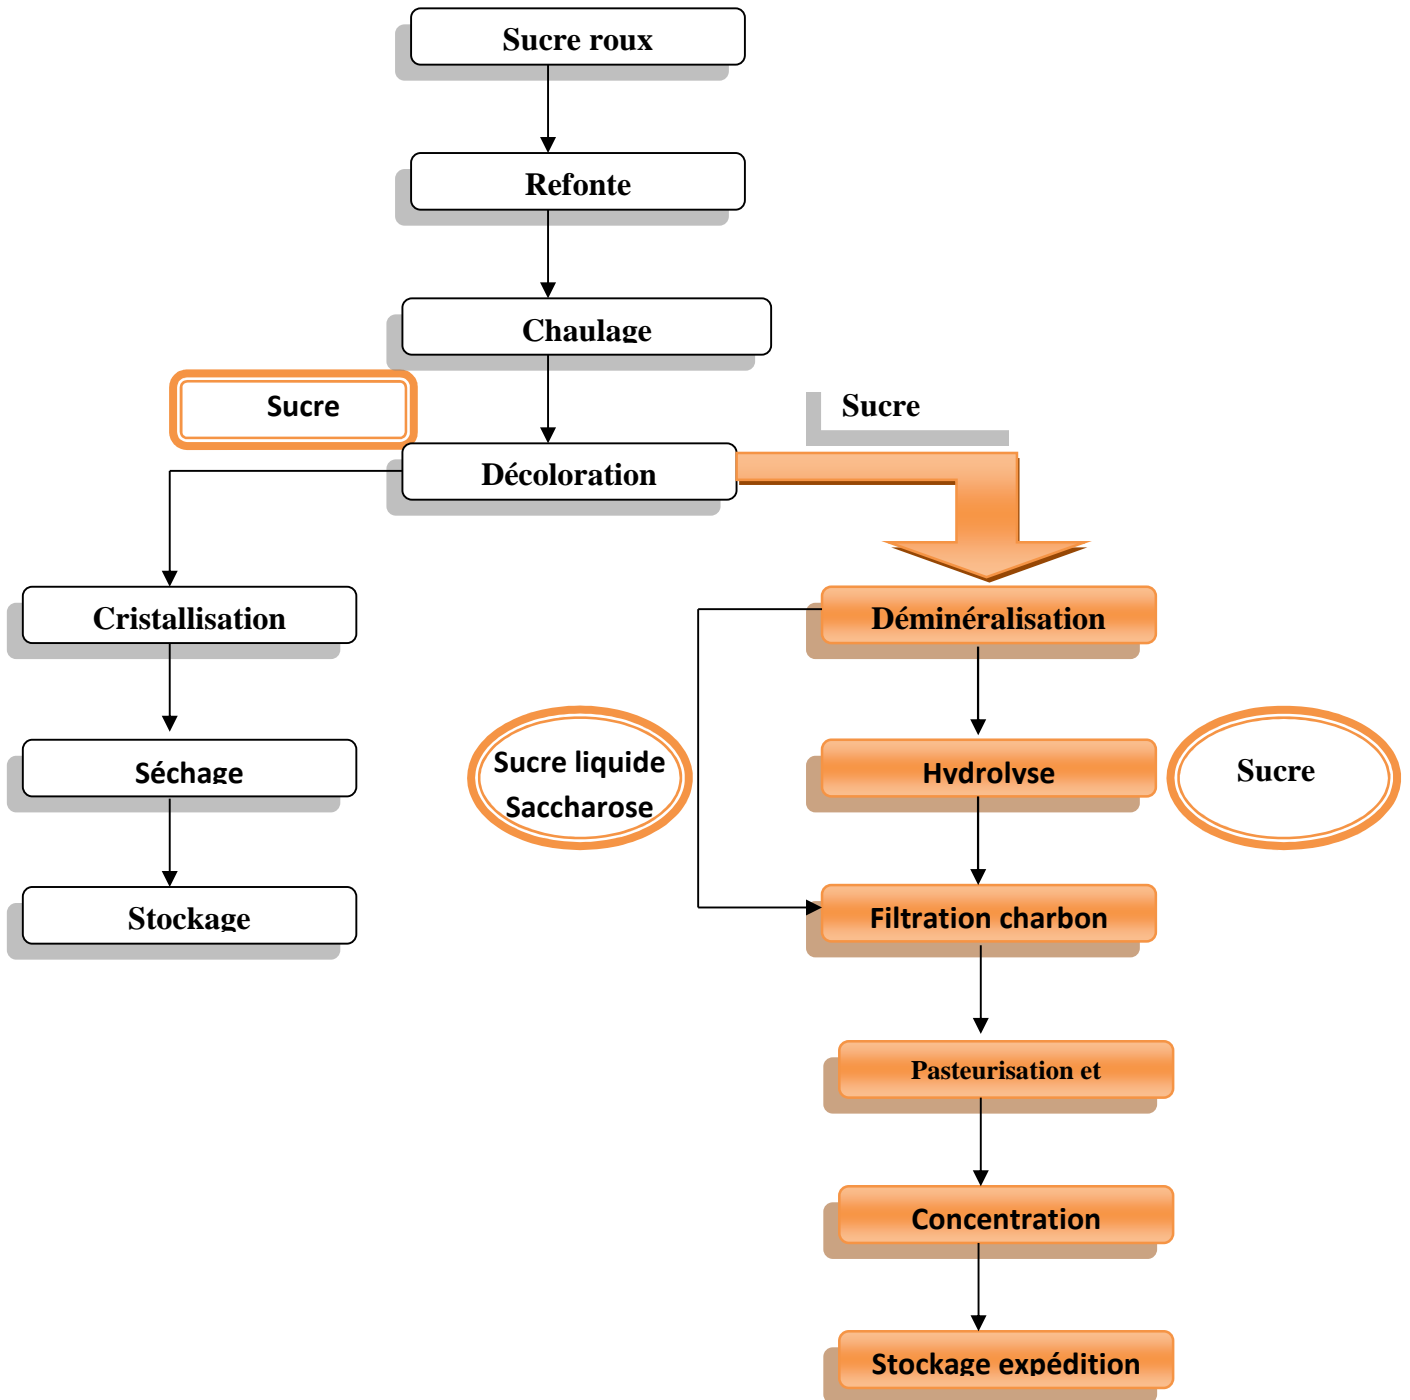 Sucre roux
Refonte
Chaulage
Sucre
Sucre
Décoloration
Cristallisation
Déminéralisation
Sucre liquide
Saccharose
Séchage
Hydrolyse
Sucre
Stockage
Filtration charbon
Pasteurisation et
Concentration
Stockage expédition